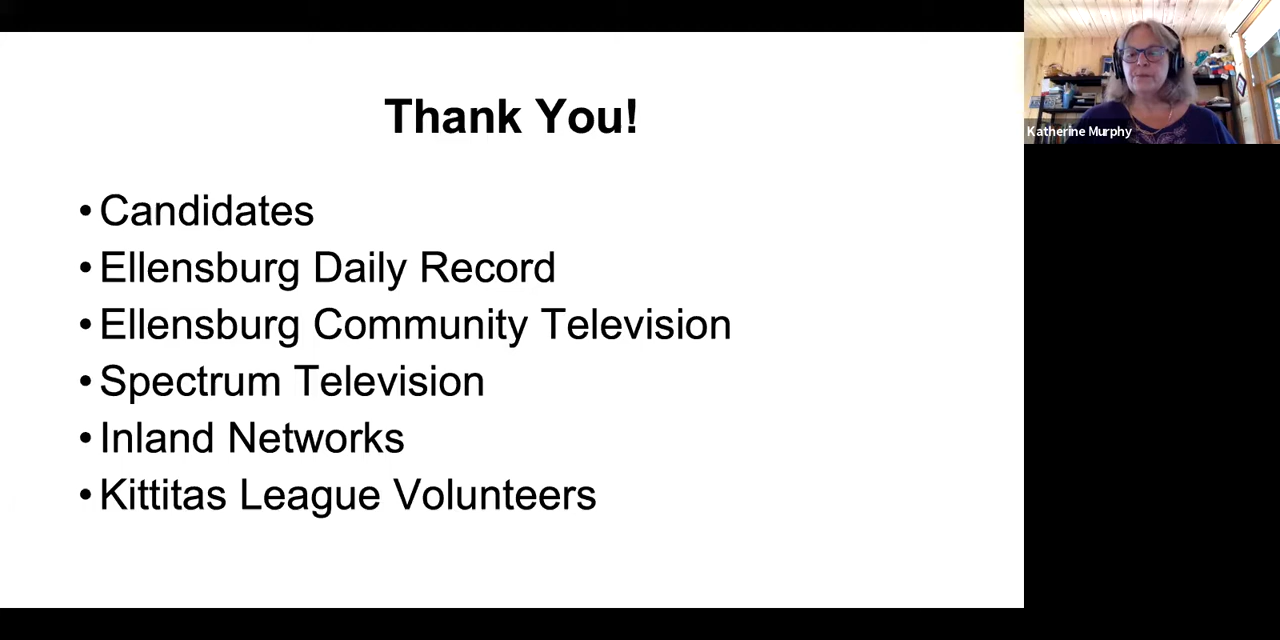 Thank You!
• Candidates
• Ellensburg Daily Record
• Ellensburg Community Television
• Spectrum Television
• Inland Networks
• Kittitas League Volunteers
Katherine Murphy